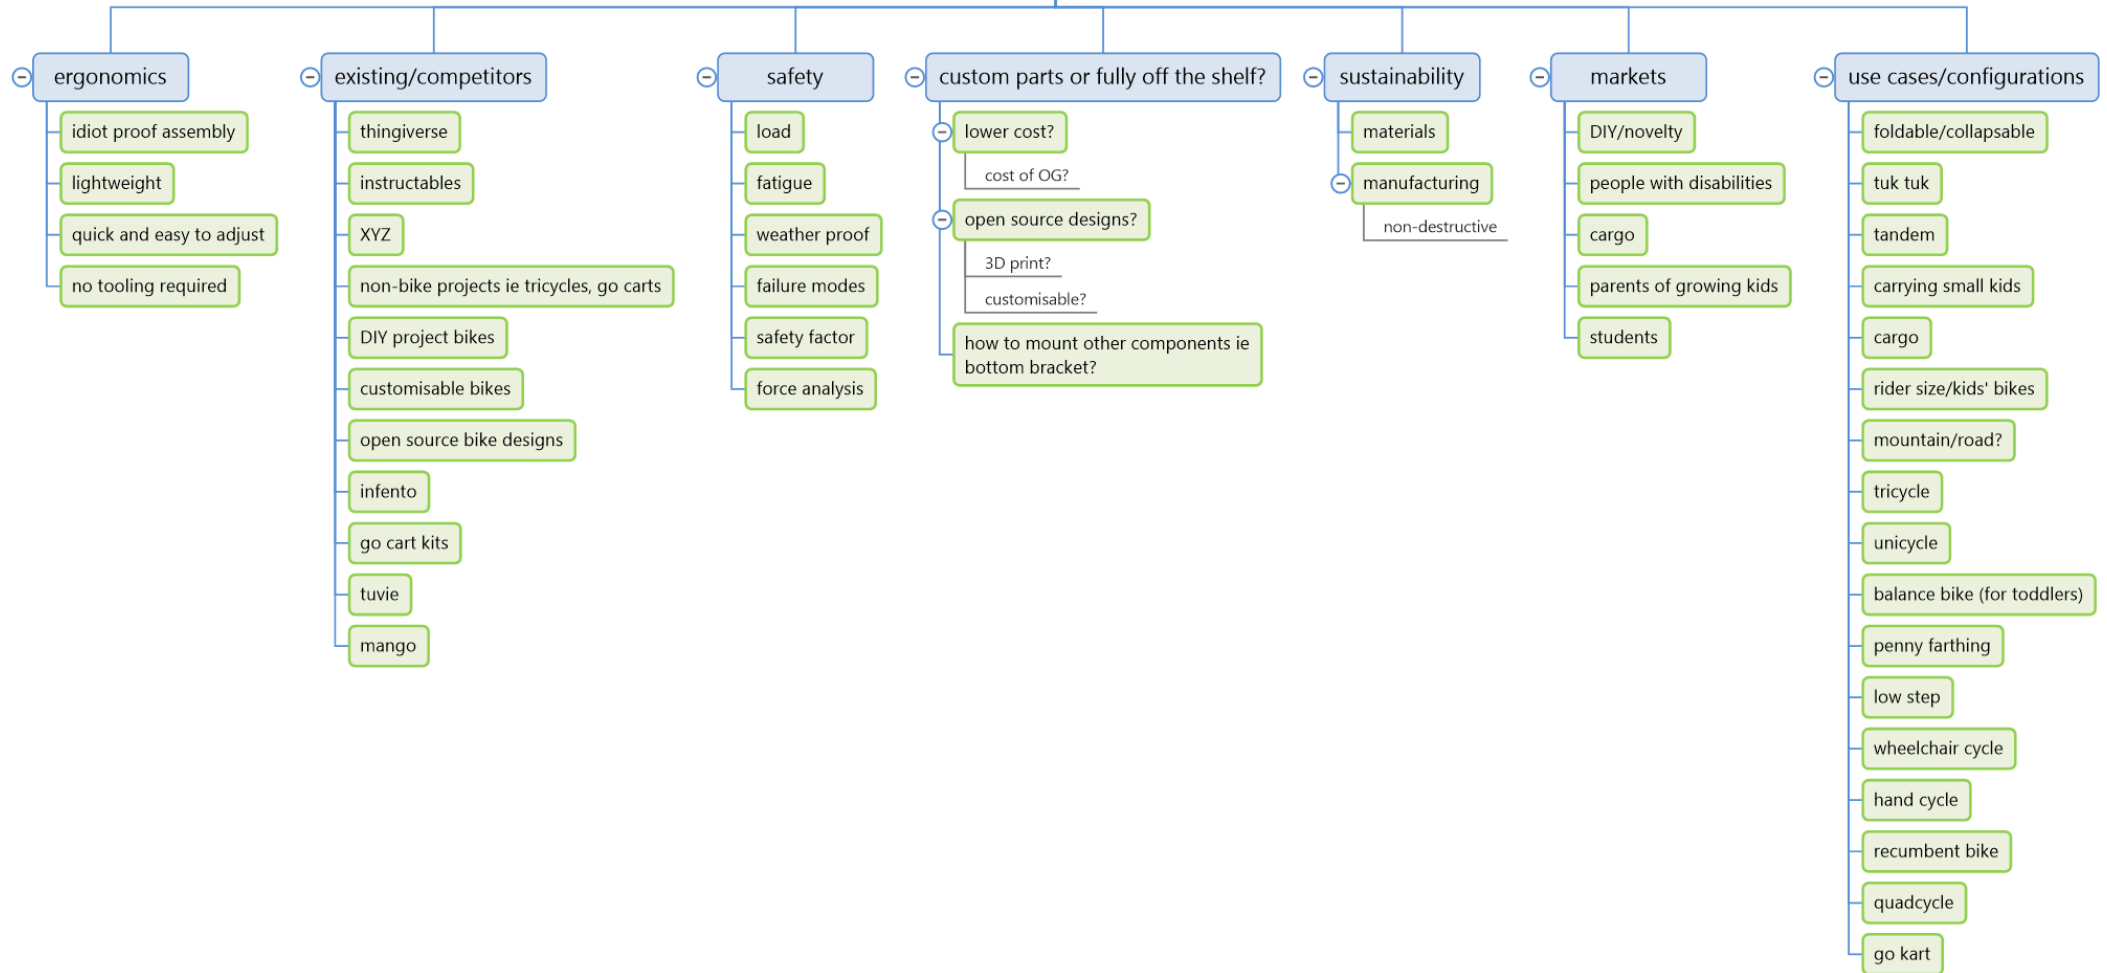 ergonomics
idiot proof assembly
lightweight
quick and easy to adjust
no tooling required
existing/competitors
thingiverse
instructables
XYZ
non-bike projects ie tricycles, go carts
DIY project bikes
customisable bikes
open source bike designs
infento
go cart kits
tuvie
mango
safety
load
fatigue
weather proof
failure modes
safety factor
force analysis
custom parts or fully off the shelf?
lower cost?
cost of OG?
open source designs?
3D print?
customisable?
how to mount other components ie
bottom bracket?
sustainability
materials
manufacturing
non-destructive
markets
DIY/novelty
people with disabilities
cargo
parents of growing kids
students
use cases/configurations
foldable/collapsable
tuk tuk
tandem
carrying small kids
cargo
rider size/kids' bikes
mountain/road?
tricycle
unicycle
balance bike (for toddlers)
penny farthing
low step
wheelchair cycle
hand cycle
recumbent bike
quadcycle
go kart